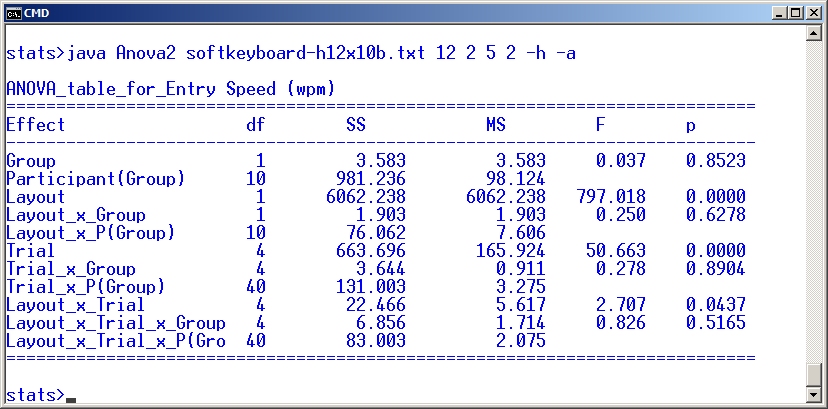 CMD
stats>java Anova2 softkeyboard-h12x10b.txt 12 2 5 2 -h -a
ANOVA_table_for_Entry Speed (wpm)
===========================================================================
Effect                  df        SS            MS         F        p
---------------------------------------------------------------------------
Group                    1         3.583         3.583     0.037   0.8523
Participant(Group)      10       981.236        98.124
Layout                   1      6062.238      6062.238   797.018   0.0000
Layout_x_Group           1         1.903         1.903     0.250   0.6278
Layout_x_P(Group)       10        76.062         7.606
Trial                    4       663.696       165.924    50.663   0.0000
Trial_x_Group            4         3.644         0.911     0.278   0.8904
Trial_x_P(Group)        40       131.003         3.275
Layout_x_Trial           4        22.466         5.617     2.707   0.0437
Layout_x_Trial_x_Group   4         6.856         1.714     0.826   0.5165
Layout_x_Trial_x_P(Gro  40        83.003         2.075
===========================================================================
stats>